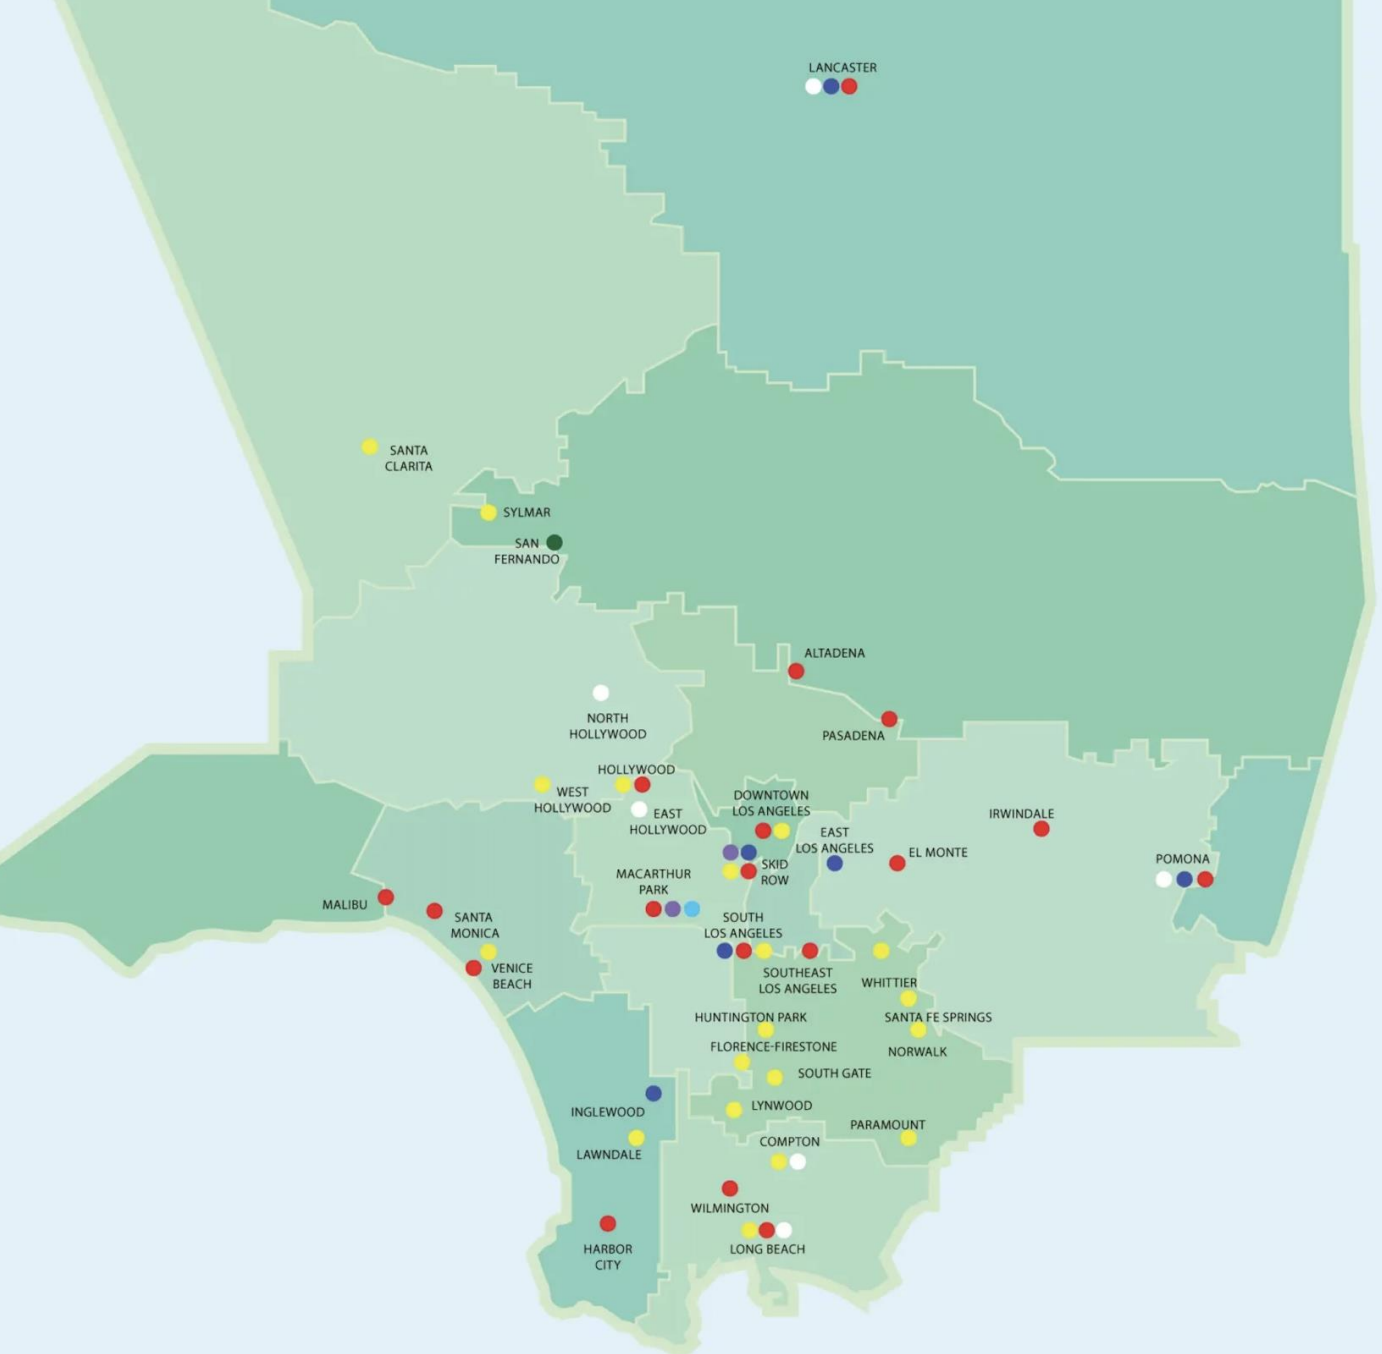 LANCASTER
SANTA
CLARITA
SYLMAR
SAN
FERNANDO
ALTADENA
PASADENA
NORTH
HOLLYWOOD
HOLLYWOOD
WEST
HOLLYWOOD
EAST
HOLLYWOOD
DOWNTOWN
LOS ANGELES
EAST
LOS ANGELES
IRWINDALE
EL MONTE
POMONA
SKID
ROW
MACARTHUR
PARK
MALIBU
SANTA
MONICA
VENICE
BEACH
SOUTH
LOS ANGELES
SOUTHEAST
LOS ANGELES
WHITTIER
HUNTINGTON PARK
SANTA FE SPRINGS
FLORENCE-FIRESTONE
NORWALK
SOUTH GATE
INGLEWOOD
LYNWOOD
PARAMOUNT
COMPTON
LAWNDALE
WILMINGTON
LONG BEACH
HARBOR
CITY